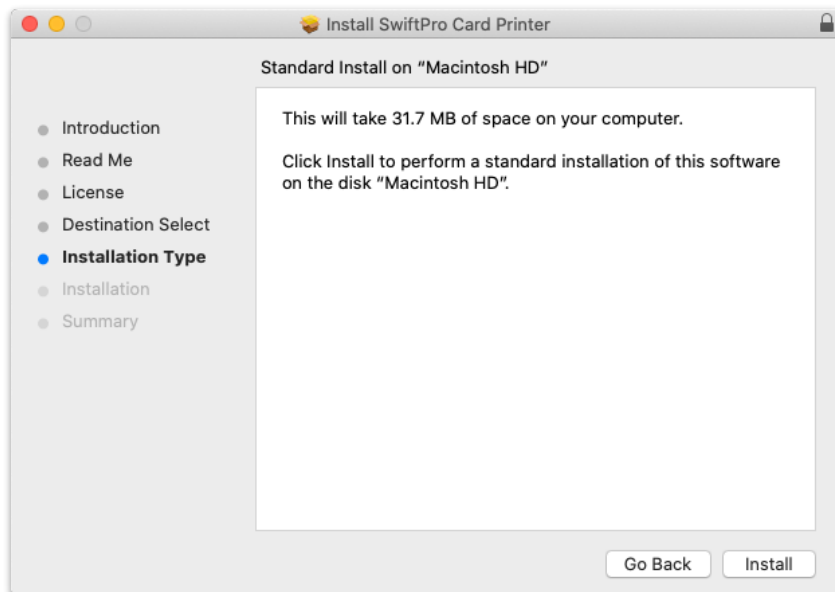 Install SwiftPro Card Printer
Standard Install on “Macintosh HD”
Introduction
Read Me
License
Destination Select
Installation Type
Installation
Summary
This will take 31.7 MB of space on your computer.
Click Install to perform a standard installation of this software
on the disk “Macintosh HD”.
Go Back
Install